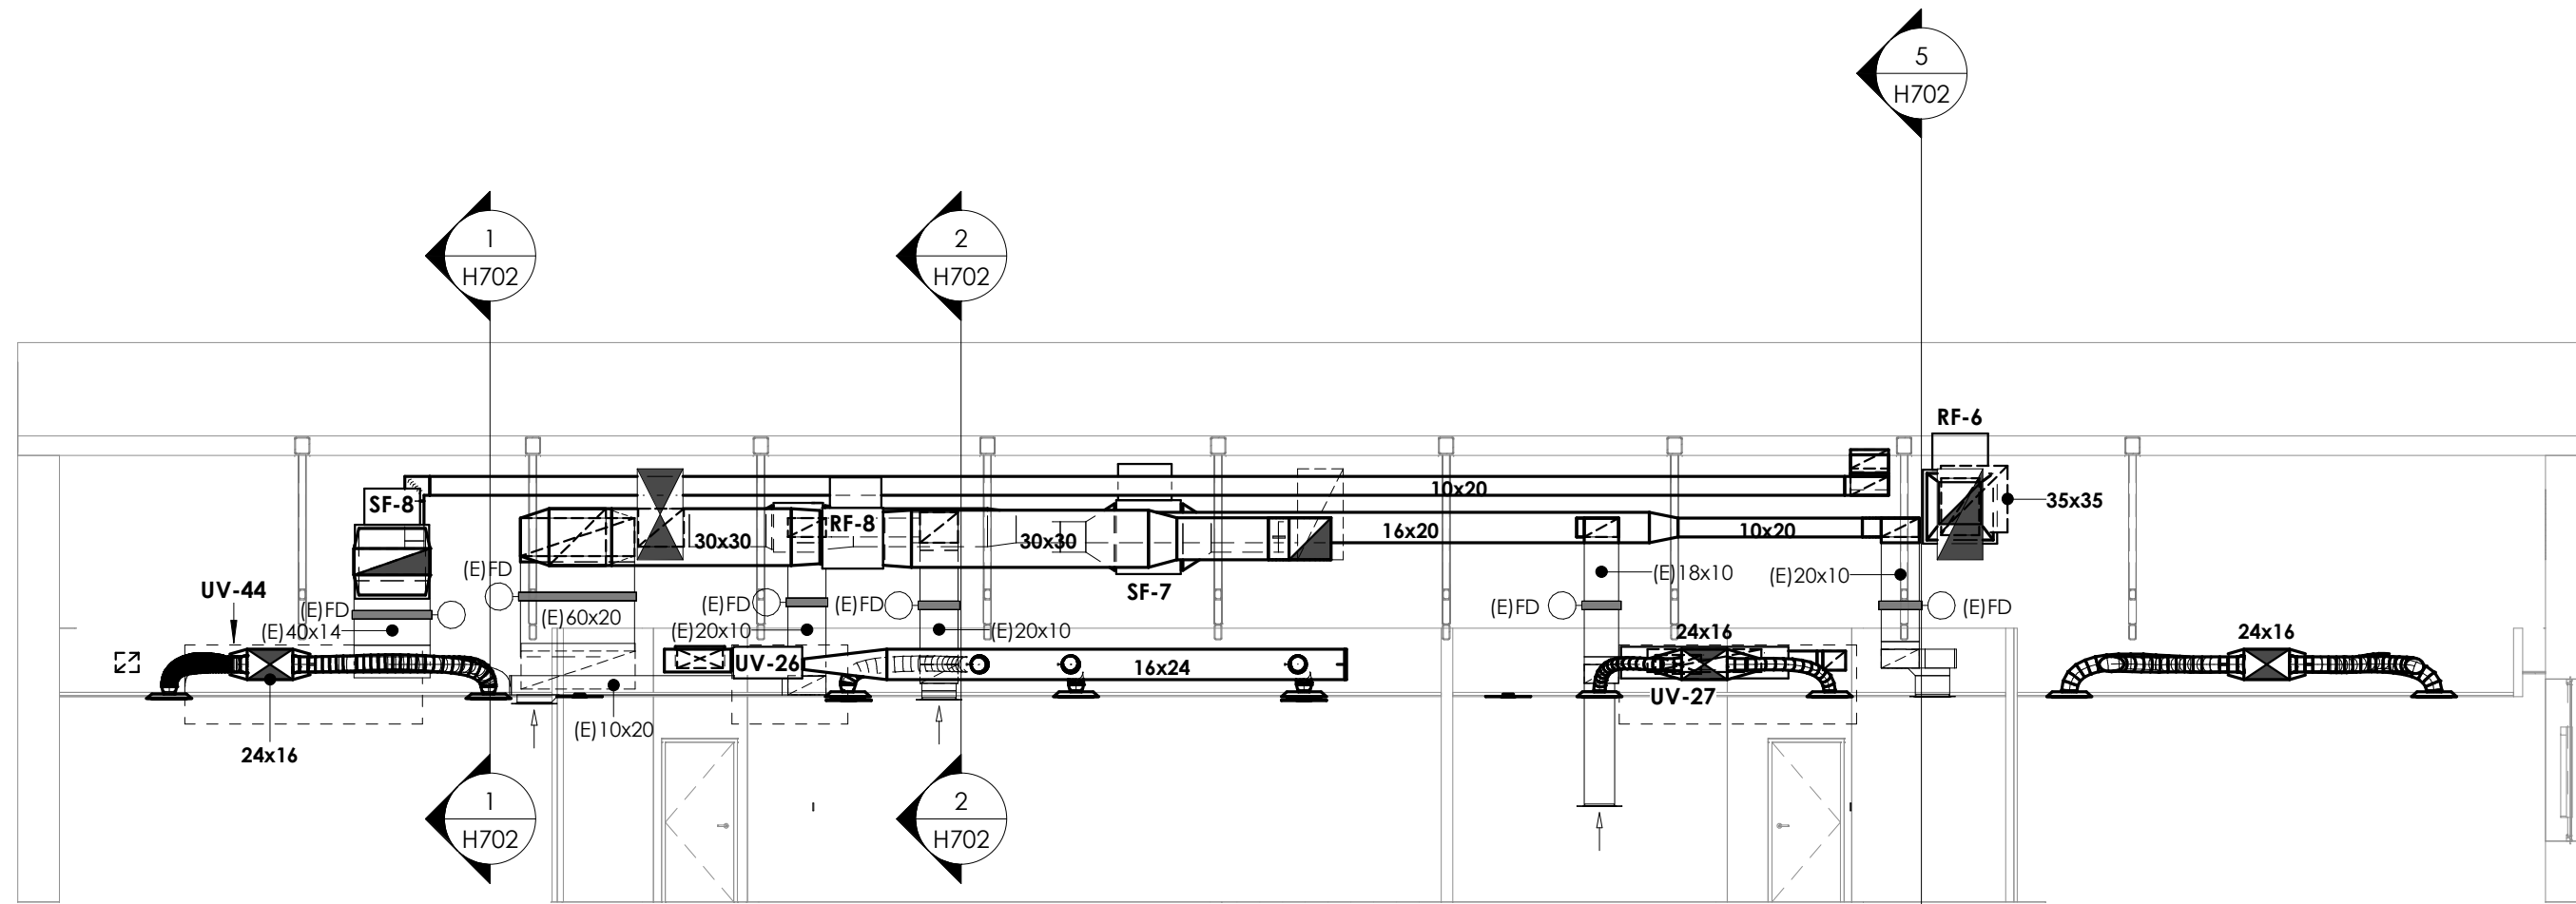 5
H702
1
H702
2
H702
RF-6
SF-8
10x20
35x35
RF-8
30x30
30x30
16x20
10x20
(E)FD
(E)18x10
(E)20x10
UV-44
SF-7
(E)FD
(E)60x20
(E)FD
(E)FD
(E)FD
(E)FD
(E)40x14
(E)20x10
(E)20x10
24x16
24x16
UV-26
16x24
UV-27
(E)10x20
24x16
1
H702
2
H702